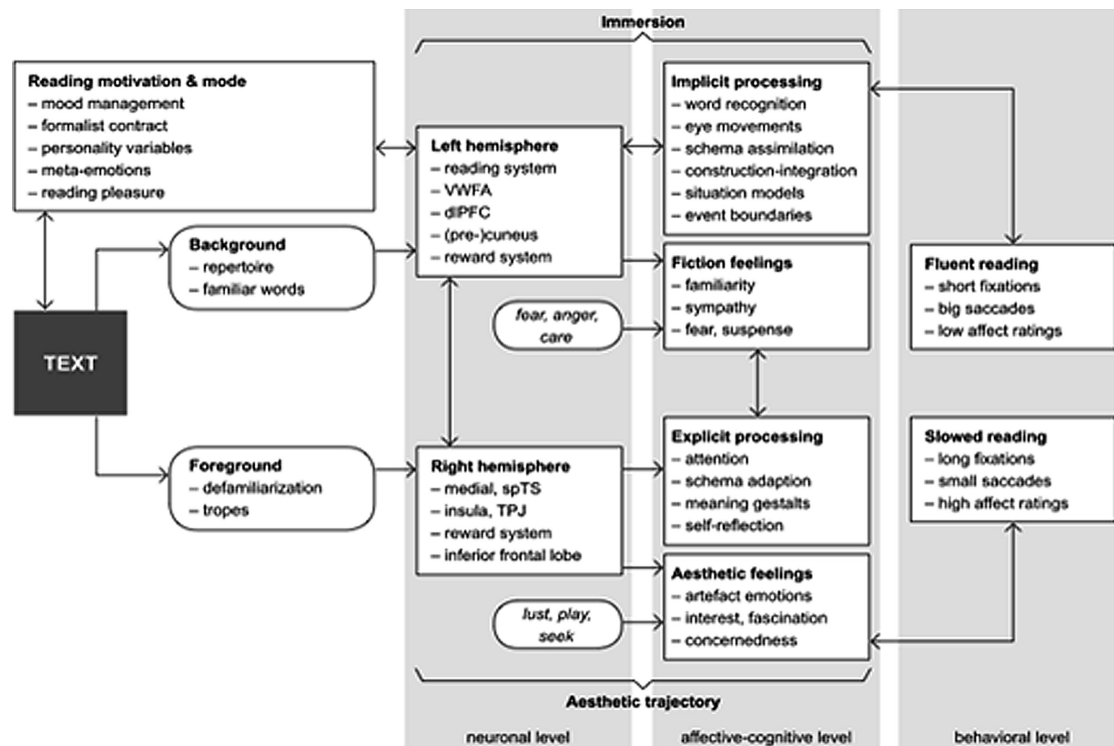 Immersion
Reading motivation & mode
– mood management
– formalist contract
– personality variables
– meta-emotions
– reading pleasure
Background
– repertoire
– familiar words
TEXT
Foreground
– defamiliarization
– tropes
Left hemisphere
– reading system
– VWFA
– dlPFC
– (pre-)cuneus
– reward system
fear, anger,
care
Right hemisphere
– medial, spTS
– insula, TPJ
– reward system
– inferior frontal lobe
lust, play,
seek
Implicit processing
– word recognition
– eye movements
– schema assimilation
– construction-integration
– situation models
– event boundaries
Fiction feelings
– familiarity
– sympathy
– fear, suspense
Explicit processing
– attention
– schema adaption
– meaning gestalts
– self-reflection
Aesthetic feelings
– artefact emotions
– interest, fascination
– concernedness
Fluent reading
– short fixations
– big saccades
– low affect ratings
Slowed reading
– long fixations
– small saccades
– high affect ratings
Aesthetic trajectory
neuronal level
affective-cognitive level
behavioral level